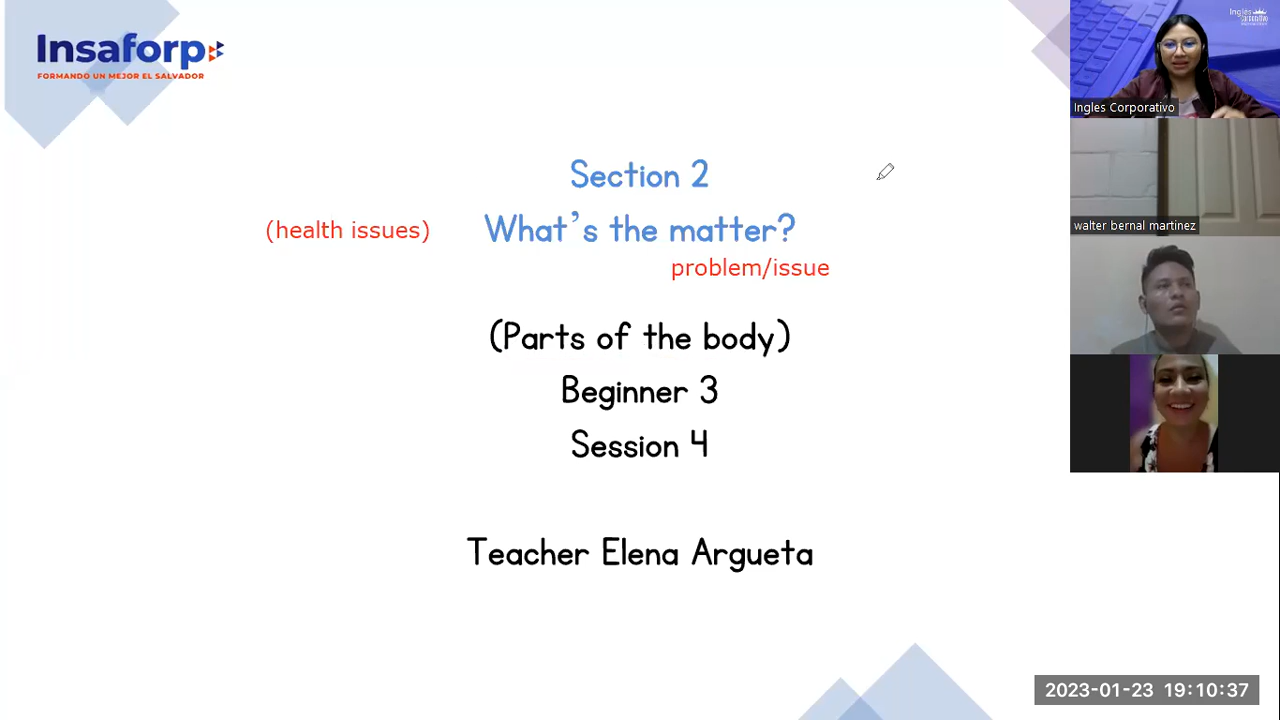 Insaforp
FORMANDO UN MEJOR EL SALVADOR
Section 2
(health issues) What's the matter?
problem/issue
(Parts of the body)
Beginner 3
Session 4
Teacher Elena Argueta
Ingles Corporativo
walter bernal martinez
2023-01-23 19:10:37